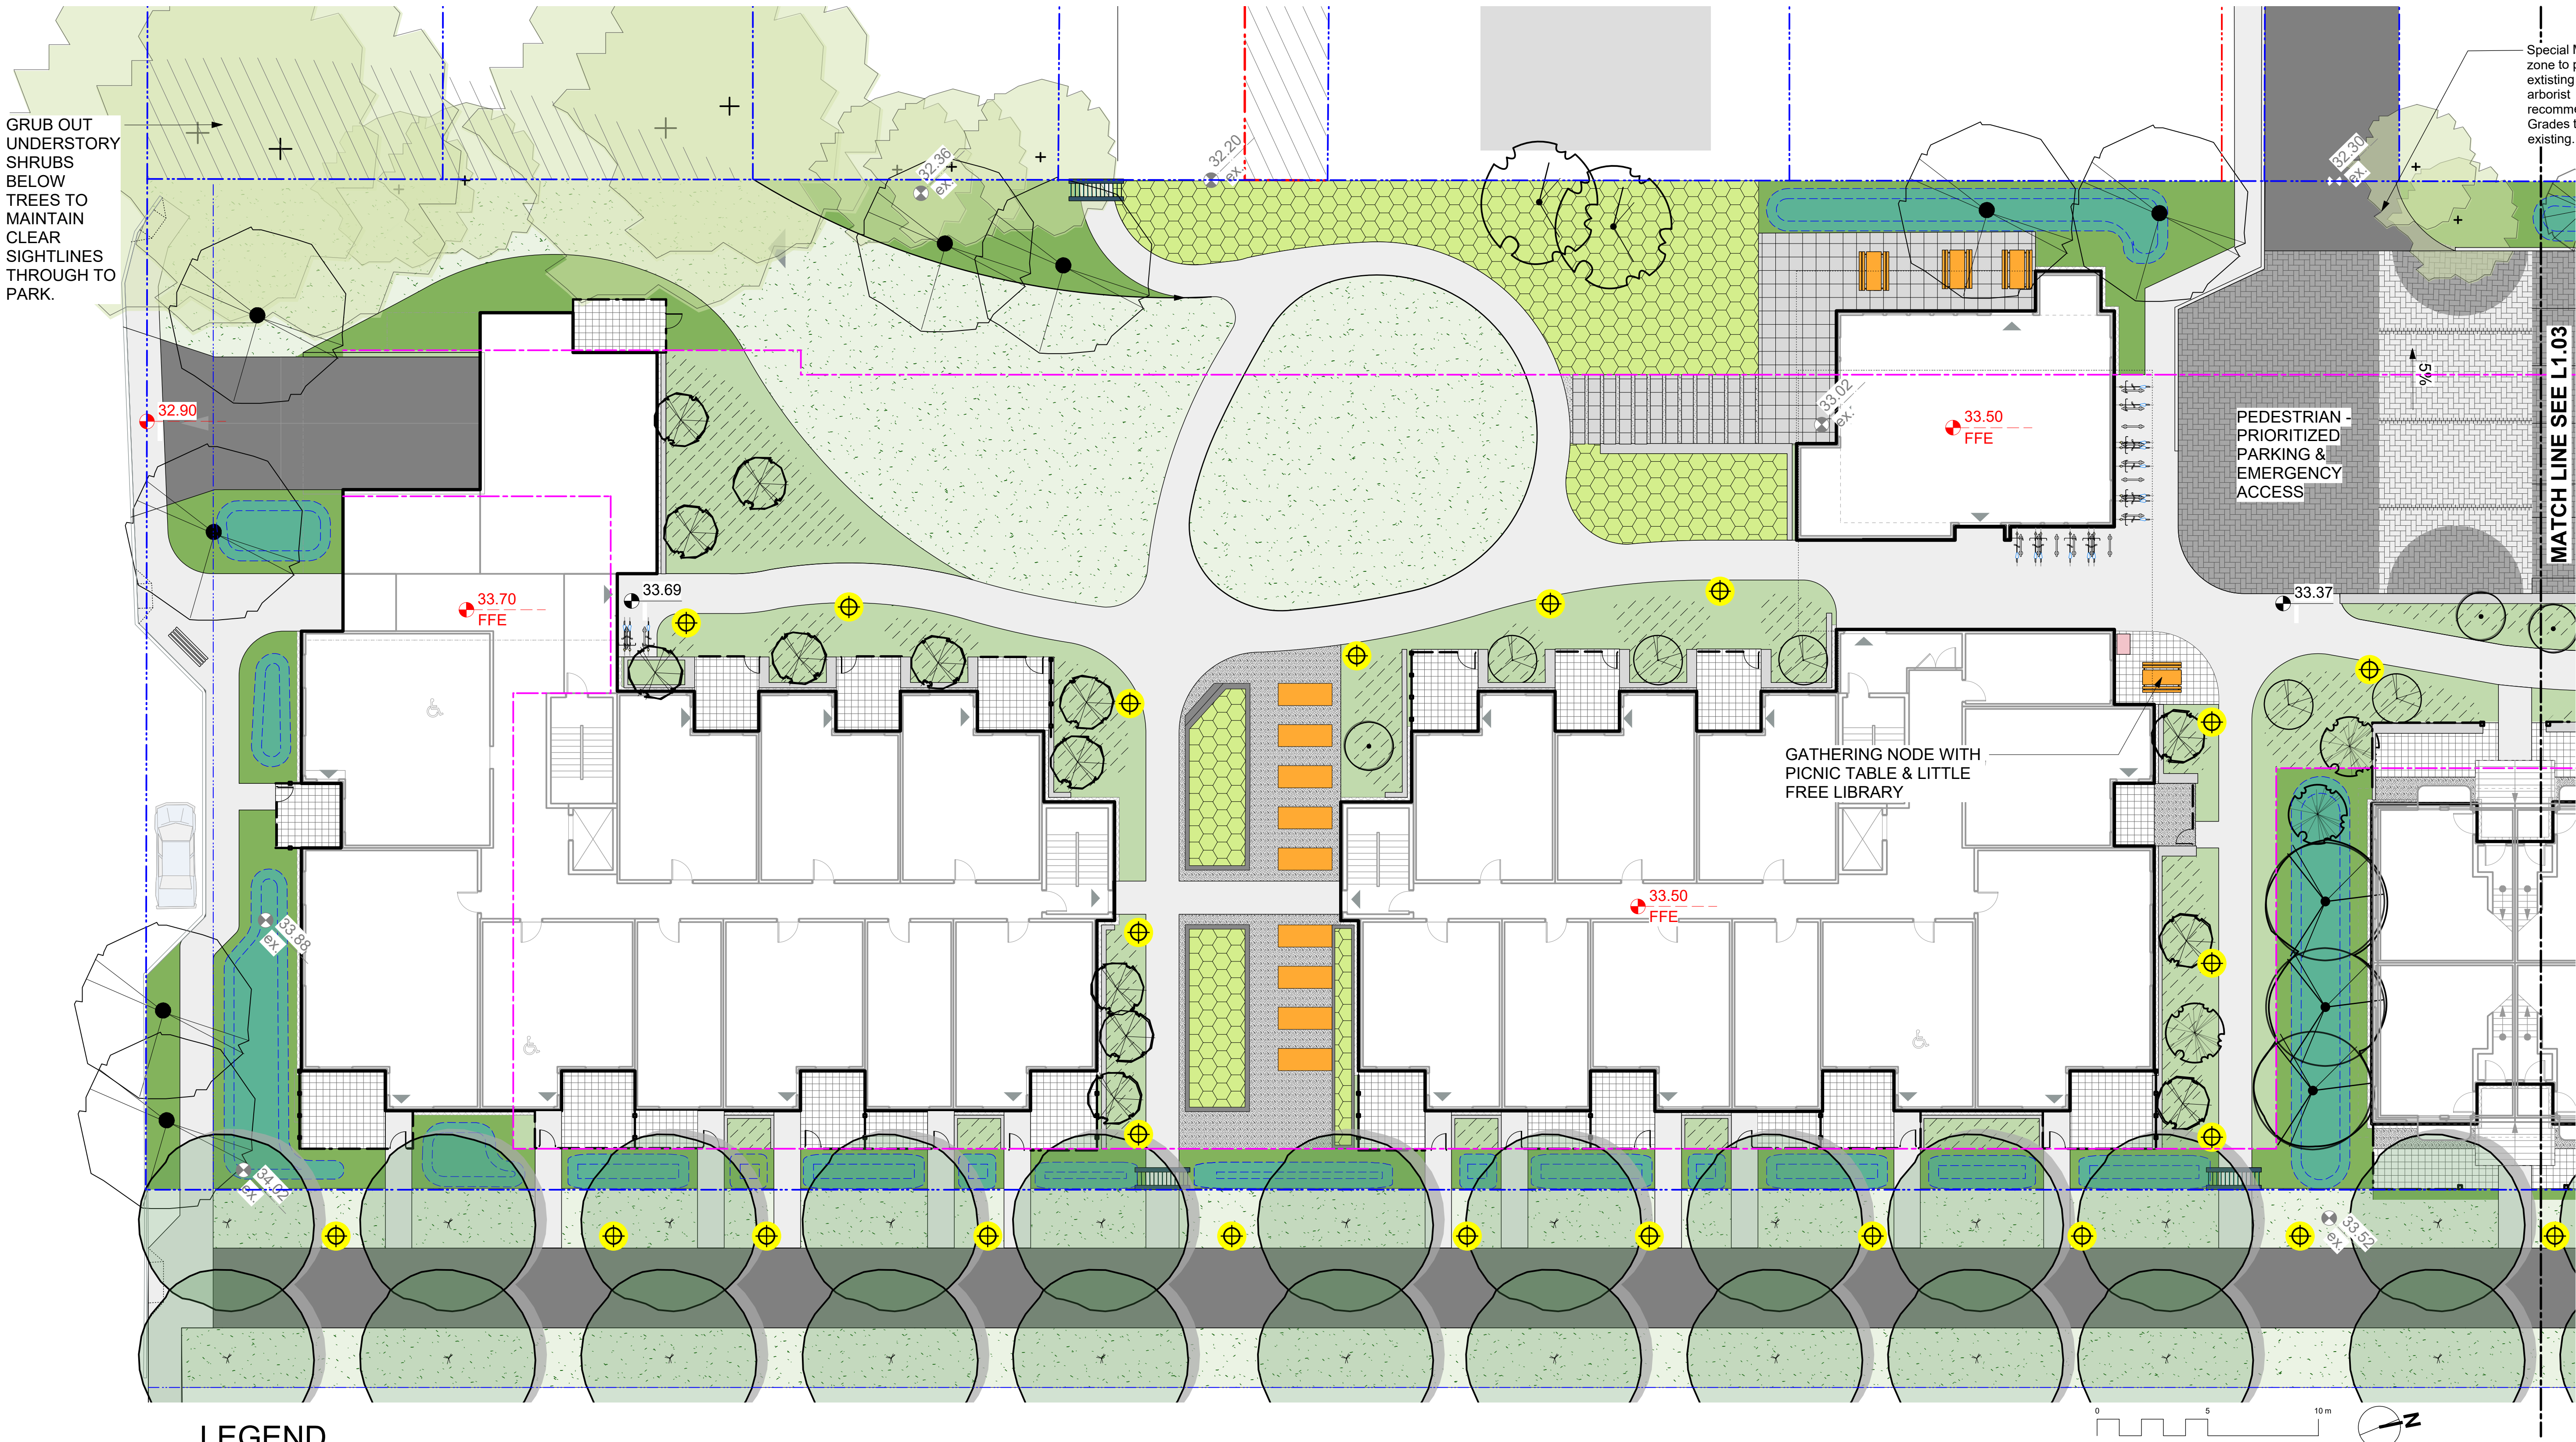 Special
zone to
extisting
arborist
recomme
Grades t
existing.
GRUB OUT
UNDERSTORY
SHRUBS
BELOW
TREES TO
MAINTAIN
CLEAR
SIGHTLINES
THROUGH TO
PARK.
32.36
ex.
32.20
ex.
32.30
ex.
32.90
33.02
ex.
33.50
FFE
5%
PEDESTRIAN -
PRIORITIZED
PARKING &
EMERGENCY
ACCESS
MATCH LINE SEE L1.03
33.70
FFE
33.69
33.37
GATHERING NODE WITH
PICNIC TABLE & LITTLE
FREE LIBRARY
33.50
FFE
33.88
ex.
34.02
ex.
33.52
ex.
0 5 10 m
N
LEGEND